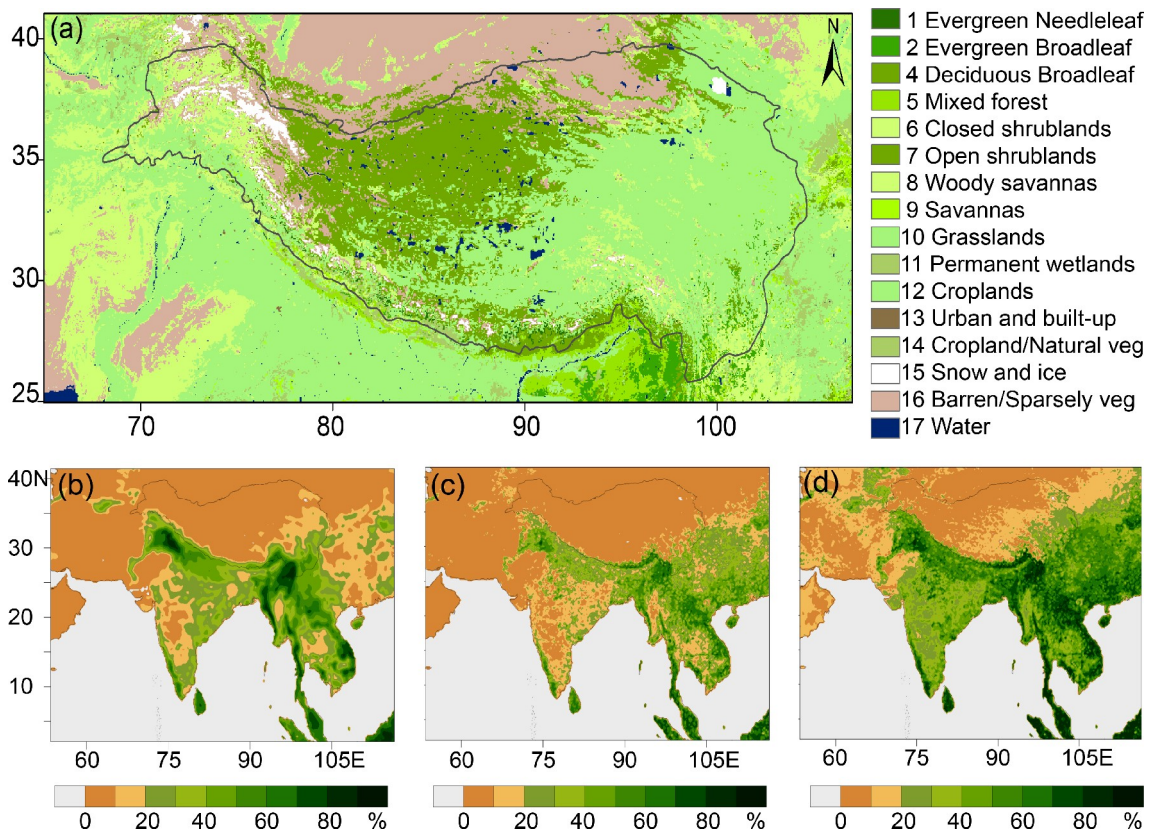 (a)
N
40
35
30
25
70 80 90 100
1 Evergreen Needleleaf
2 Evergreen Broadleaf
4 Deciduous Broadleaf
5 Mixed forest
6 Closed shrublands
7 Open shrublands
8 Woody savannas
9 Savannas
10 Grasslands
11 Permanent wetlands
12 Croplands
13 Urban and built-up
14 Cropland/Natural veg
15 Snow and ice
16 Barren/Sparsely veg
17 Water
(b)
(c)
(d)
40N
30
20
10
60 75 90 105E
60 75 90 105E
60 75 90 105E
0 20 40 60 80 %
0 20 40 60 80 %
0 20 40 60 80 %